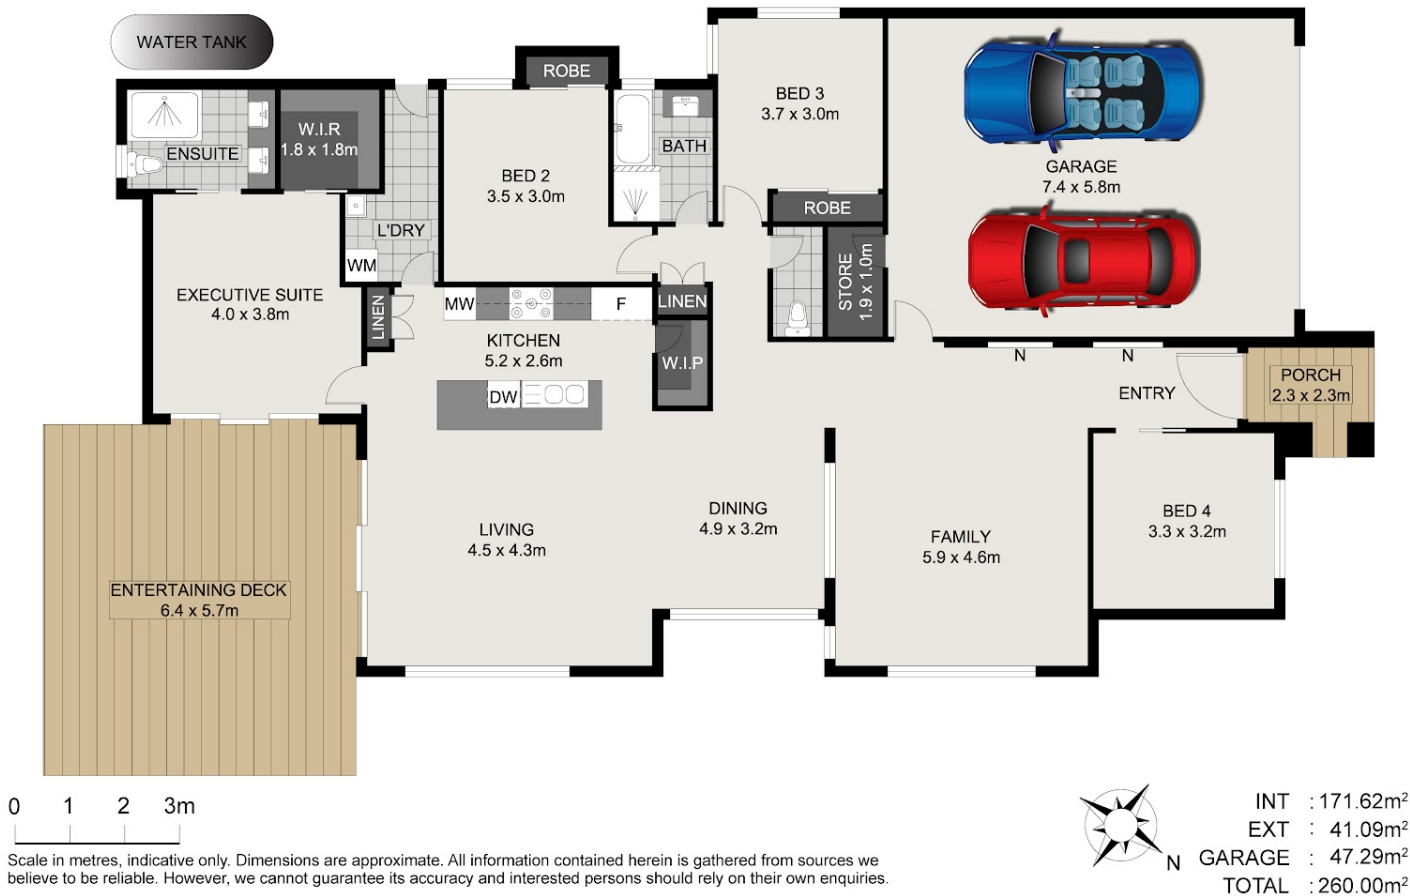 WATER TANK
ROBE
BED 3
3.7 x 3.0m
W.I.R
1.8 x 1.8m
ENSUITE
BATH
GARAGE
7.4 x 5.8m
BED 2
3.5 x 3.0m
ROBE
L'DRY
WM
STORE
1.9 x 1.0m
EXECUTIVE SUITE
4.0 x 3.8m
LINEN
MW
F
LINEN
KITCHEN
5.2 x 2.6m
W.I.P
N
N
PORCH
2.3 x 2.3m
ENTRY
DW
LIVING
4.5 x 4.3m
DINING
4.9 x 3.2m
FAMILY
5.9 x 4.6m
BED 4
3.3 x 3.2m
ENTERTAINING DECK
6.4 x 5.7m
0 1 2 3m
Scale in metres, indicative only. Dimensions are approximate. All information contained herein is gathered from sources we
believe to be reliable. However, we cannot guarantee its accuracy and interested persons should rely on their own enquiries.
N
INT : 171.62m²
EXT : 41.09m²
GARAGE : 47.29m²
TOTAL : 260.00m²